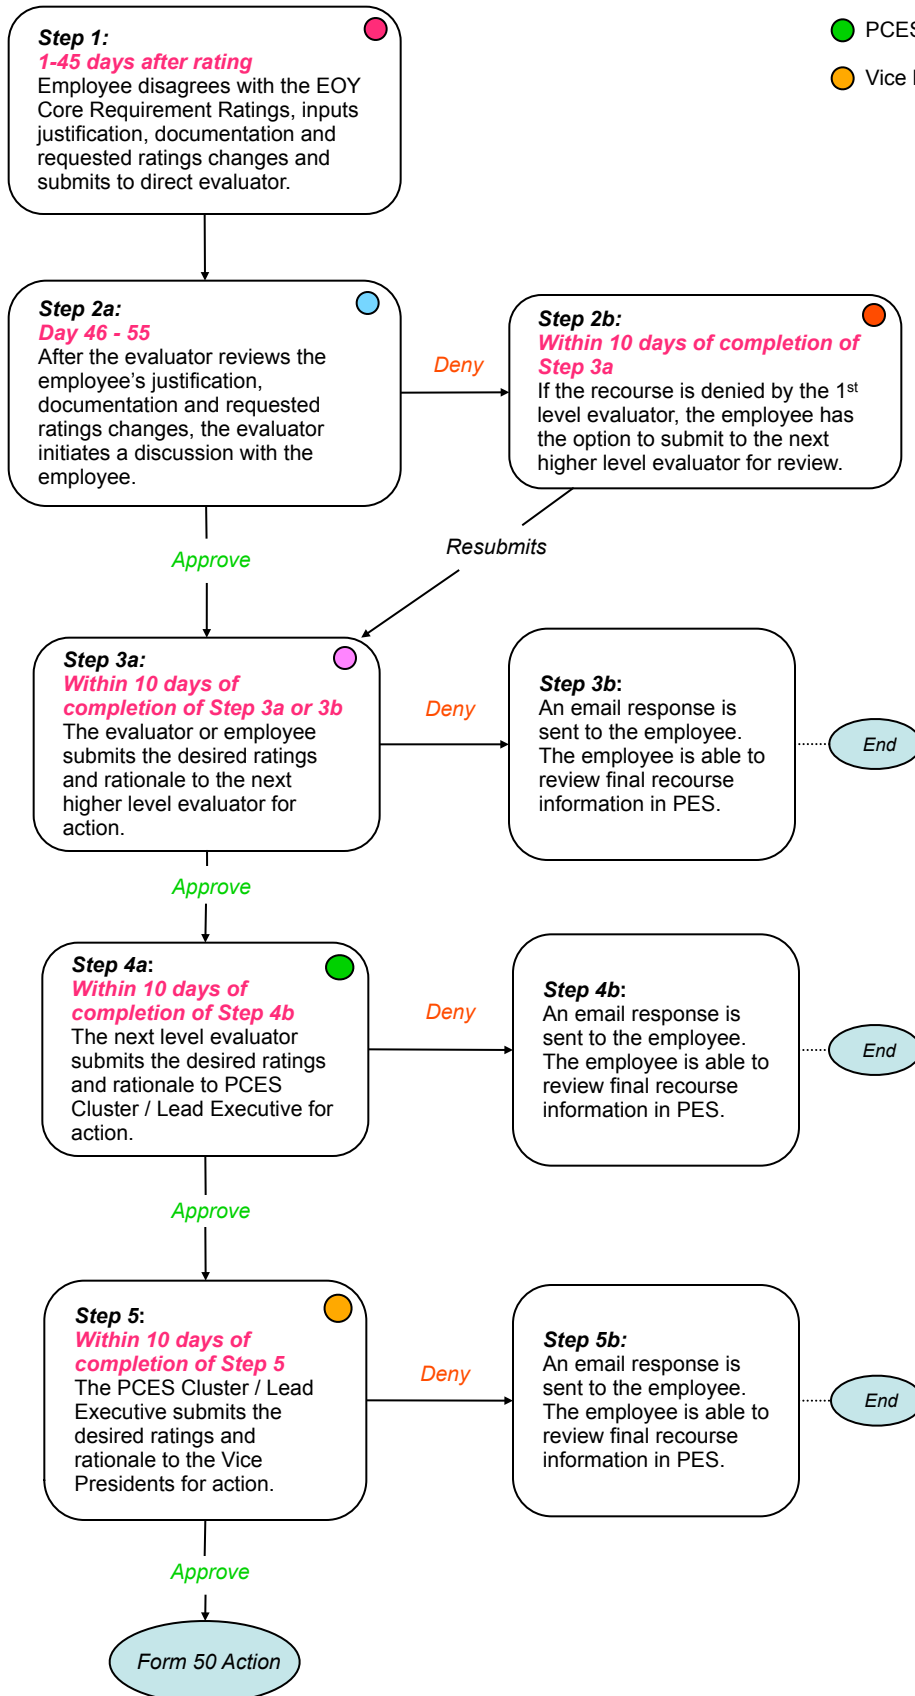 Step 1:
1-45 days after rating
Employee disagrees with the EOY
Core Requirement Ratings, inputs
justification, documentation and
requested ratings changes and
submits to direct evaluator.
PCES
Vice
Step 2a:
Day 46 - 55
After the evaluator reviews the
employee’s justification,
documentation and requested
ratings changes, the evaluator
initiates a discussion with the
employee.
Deny
Step 2b:
Within 10 days of completion of
Step 3a
If the recourse is denied by the 1st
level evaluator, the employee has
the option to submit to the next
higher level evaluator for review.
Approve
Resubmits
Step 3a:
Within 10 days of
completion of Step 3a or 3b
The evaluator or employee
submits the desired ratings
and rationale to the next
higher level evaluator for
action.
Deny
Step 3b:
An email response is
sent to the employee.
The employee is able to
review final recourse
information in PES.
End
Approve
Step 4a:
Within 10 days of
completion of Step 4b
The next level evaluator
submits the desired ratings
and rationale to PCES
Cluster / Lead Executive for
action.
Deny
Step 4b:
An email response is
sent to the employee.
The employee is able to
review final recourse
information in PES.
End
Approve
Step 5:
Within 10 days of
completion of Step 5
The PCES Cluster / Lead
Executive submits the
desired ratings and
rationale to the Vice
Presidents for action.
Deny
Step 5b:
An email response is
sent to the employee.
The employee is able to
review final recourse
information in PES.
End
Approve
Form 50 Action